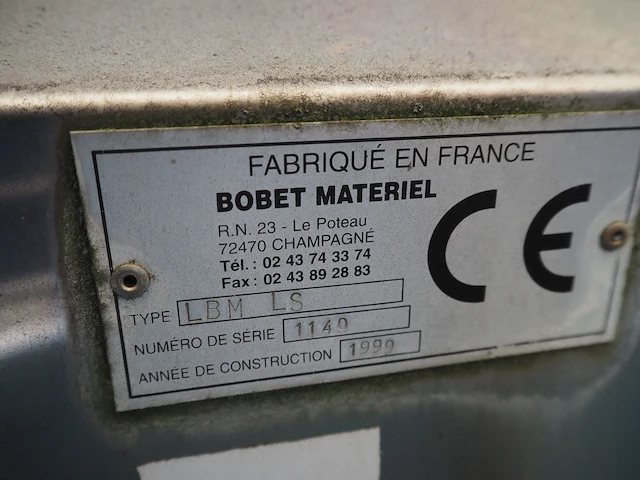 FABRIQUÉ EN FRANCE
BOBET MATERIEL
R.N. 23 - Le Poteau
72470 CHAMPAGNÉ
Tél.: 02 43 74 33 74
Fax: 02 43 89 28 83
CE
TYPE LBM LS
NUMÉRO DE SÉRIE 1149
ANNÉE DE CONSTRUCTION 1999